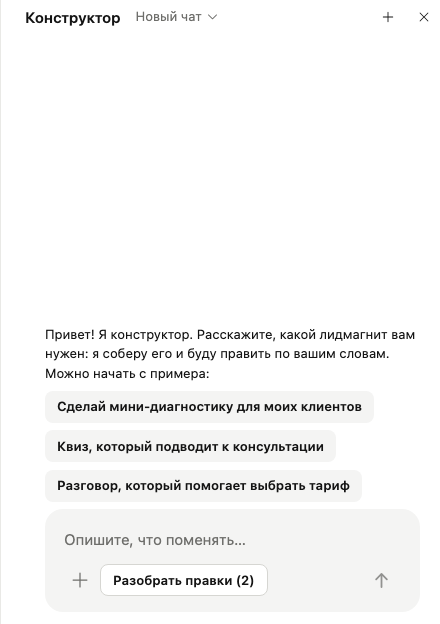 Конструктор Новый чат
Привет! Я конструктор. Расскажите, какой лидмагнит вам
нужен: я соберу его и буду править по вашим словам.
Можно начать с примера:
Сделай мини-диагностику для моих клиентов
Квиз, который подводит к консультации
Разговор, который помогает выбрать тариф
Опишите, что поменять...
Разобрать правки (2)